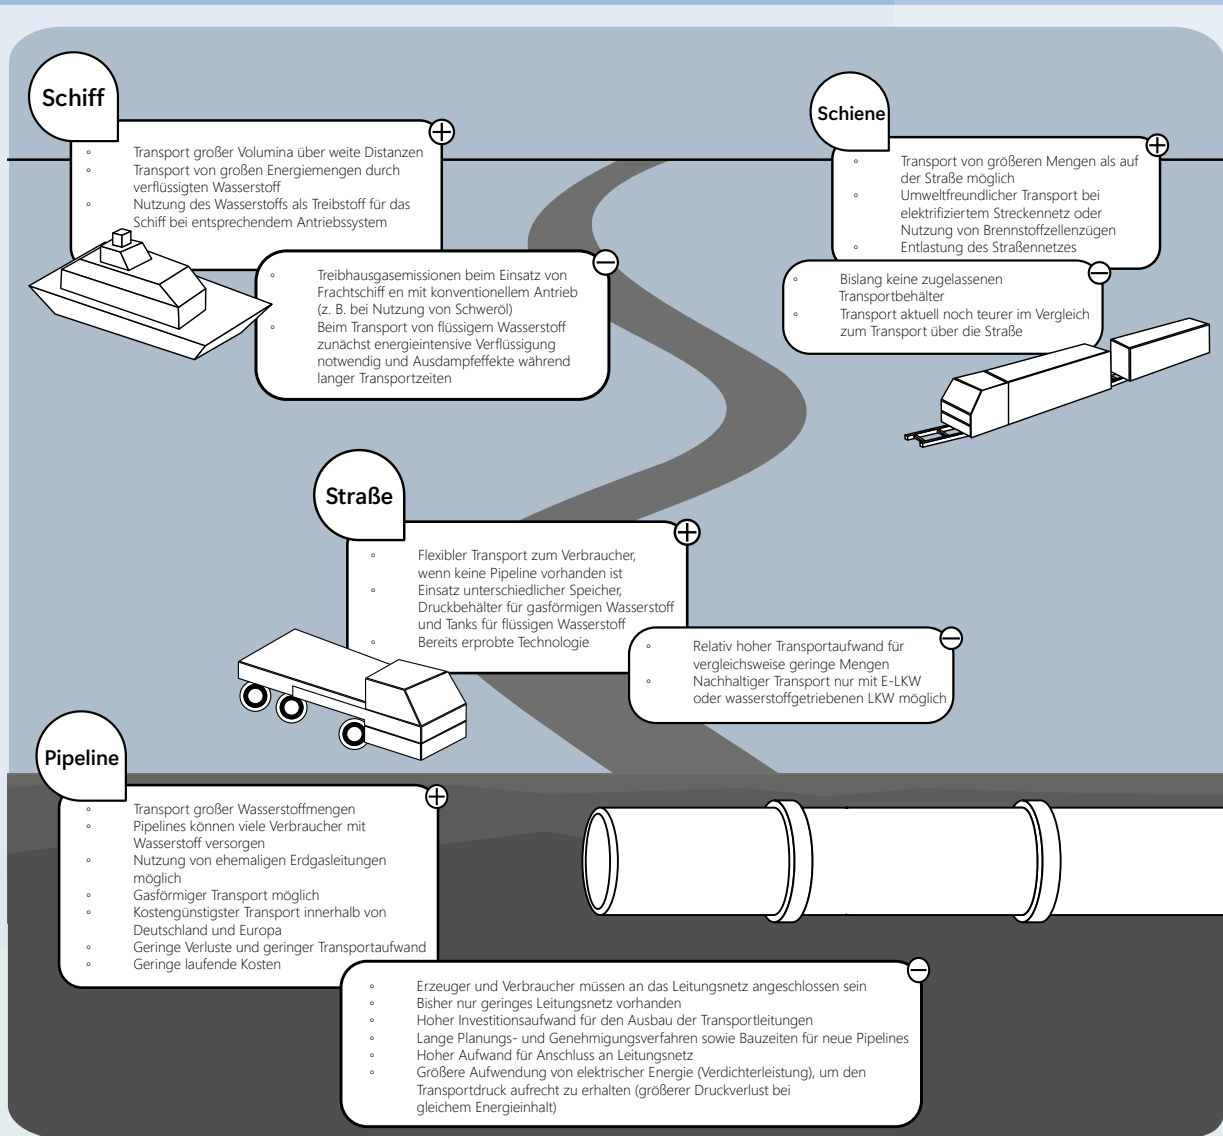 Schiff
◦ Transport großer Volumina über weite Distanzen
◦ Transport von großen Energiemengen durch
verflüssigten Wasserstoff
◦ Nutzung des Wasserstoffs als Treibstoff für das
Schiff bei entsprechendem Antriebssystem
◦ Treibhausgasemissionen beim Einsatz von
Frachtschiff en mit konventionellem Antrieb
(z. B. bei Nutzung von Schweröl)
◦ Beim Transport von flüssigem Wasserstoff
zunächst energieintensive Verflüssigung
notwendig und Ausdampfeffekte während
langer Transportzeiten
Schiene
◦ Transport von größeren Mengen als auf
der Straße möglich
◦ Umweltfreundlicher Transport bei
elektrifiziertem Streckennetz oder
Nutzung von Brennstoffzellenzügen
◦ Entlastung des Straßennetzes
◦ Bislang keine zugelassenen
Transportbehälter
◦ Transport aktuell noch teurer im Vergleich
zum Transport über die Straße
Straße
◦ Flexibler Transport zum Verbraucher,
wenn keine Pipeline vorhanden ist
◦ Einsatz unterschiedlicher Speicher,
Druckbehälter für gasförmigen Wasserstoff
und Tanks für flüssigen Wasserstoff
◦ Bereits erprobte Technologie
◦ Relativ hoher Transportaufwand für
vergleichsweise geringe Mengen
◦ Nachhaltiger Transport nur mit E-LKW
oder wasserstoffgetriebenen LKW möglich
Pipeline
◦ Transport großer Wasserstoffmengen
◦ Pipelines können viele Verbraucher mit
Wasserstoff versorgen
◦ Nutzung von ehemaligen Erdgasleitungen
möglich
◦ Gasförmiger Transport möglich
◦ Kostengünstigster Transport innerhalb von
Deutschland und Europa
◦ Geringe Verluste und geringer Transportaufwand
◦ Geringe laufende Kosten
◦ Erzeuger und Verbraucher müssen an das Leitungsnetz angeschlossen sein
◦ Bisher nur geringes Leitungsnetz vorhanden
◦ Hoher Investitionsaufwand für den Ausbau der Transportleitungen
◦ Lange Planungs- und Genehmigungsverfahren sowie Bauzeiten für neue Pipelines
◦ Hoher Aufwand für Anschluss an Leitungsnetz
◦ Größere Aufwendung von elektrischer Energie (Verdichterleistung), um den
Transportdruck aufrecht zu erhalten (größerer Druckverlust bei
gleichem Energieinhalt)